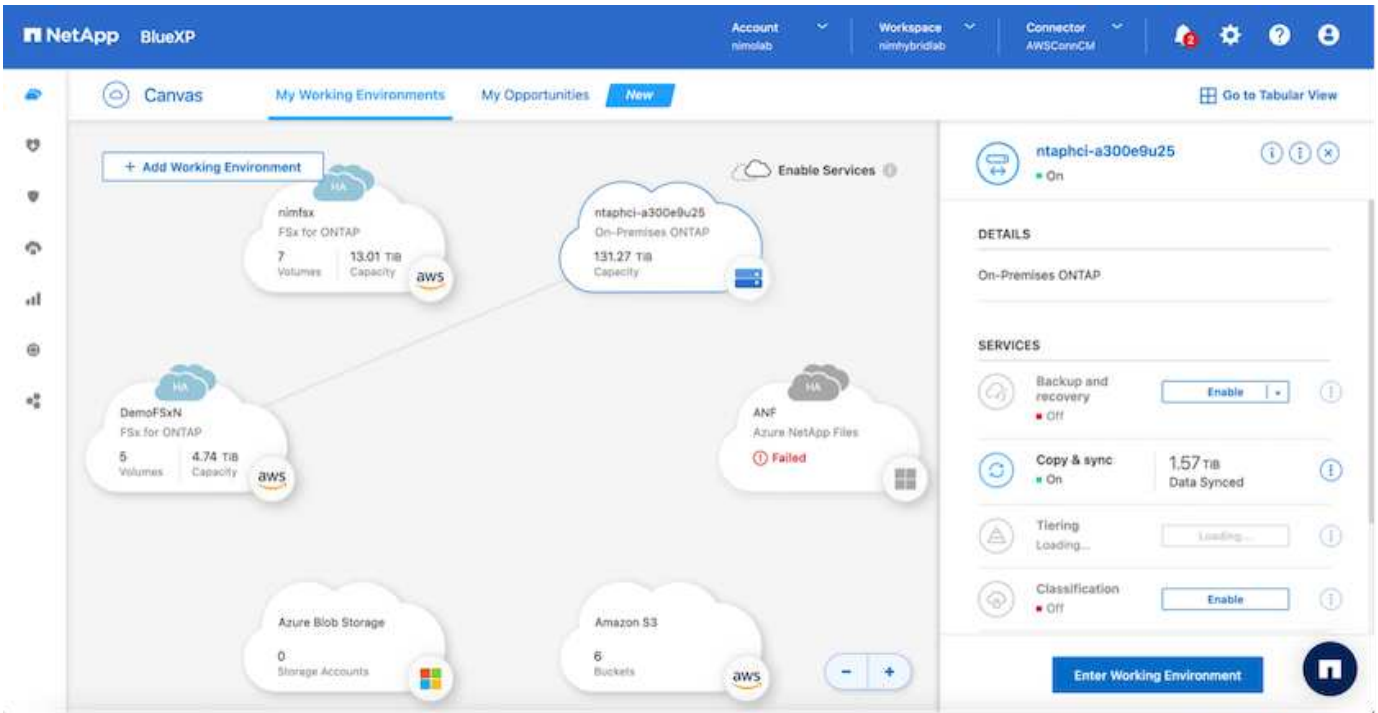 NetApp BlueXP
Account
nimolab
Workspace
nimhybridlab
Connector
AWSConnCM
2
Canvas
My Working Environments
My Opportunities
New
Go to Tabular View
+ Add Working Environment
Enable Services
HA
nimfsx
FSx for ONTAP
7 13.01 TiB
Volumes Capacity
aws
ntaphci-a300e9u25
On-Premises ONTAP
131.27 TiB
Capacity
HA
DemoFSxN
FSx for ONTAP
5 4.74 TiB
Volumes Capacity
aws
HA
ANF
Azure NetApp Files
Failed
Azure Blob Storage
0
Storage Accounts
Amazon S3
6
Buckets
aws
- +
ntaphci-a300e9u25
On
DETAILS
On-Premises ONTAP
SERVICES
Backup and
recovery
Off
Enable
Copy & sync
On
1.57 TiB
Data Synced
Tiering
Loading...
Loading...
Classification
Off
Enable
Enter Working Environment